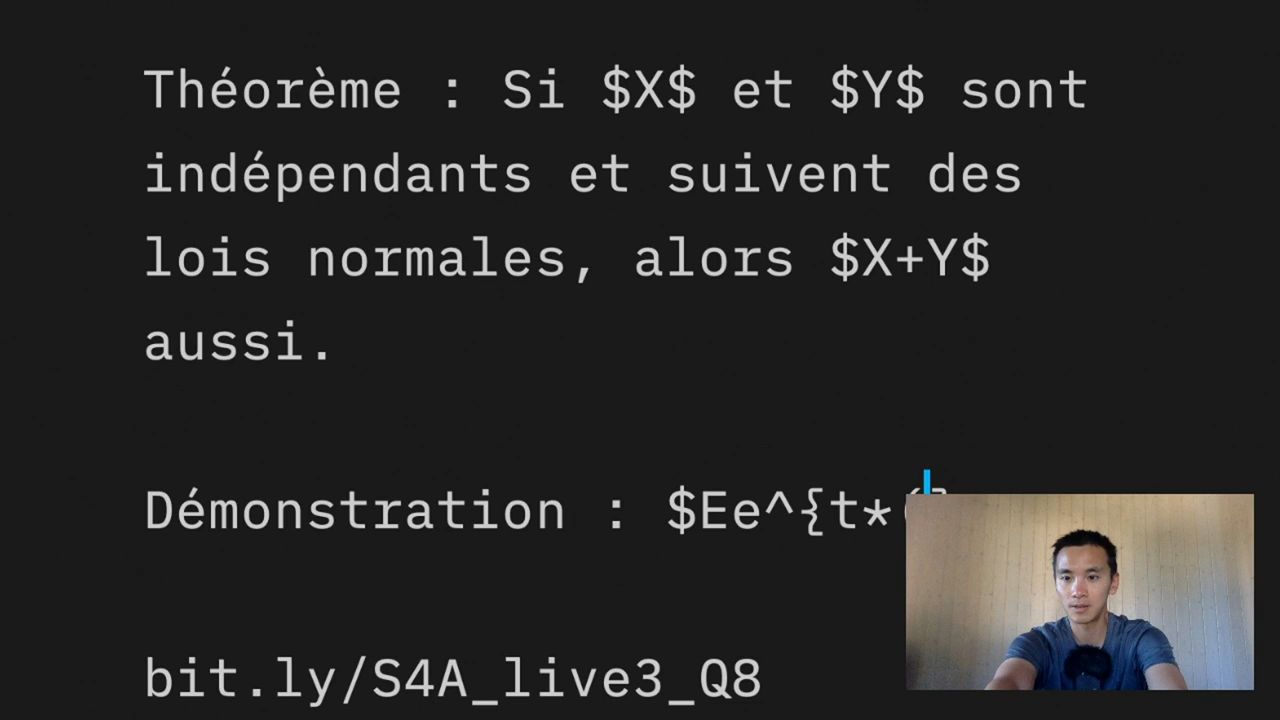 Théorème : Si $X$ et $Y$ sont
indépendants et suivent des
lois normales, alors $X+Y$
aussi.
Démonstration : $Ee^{t*(
bit.ly/S4A_live3_Q8